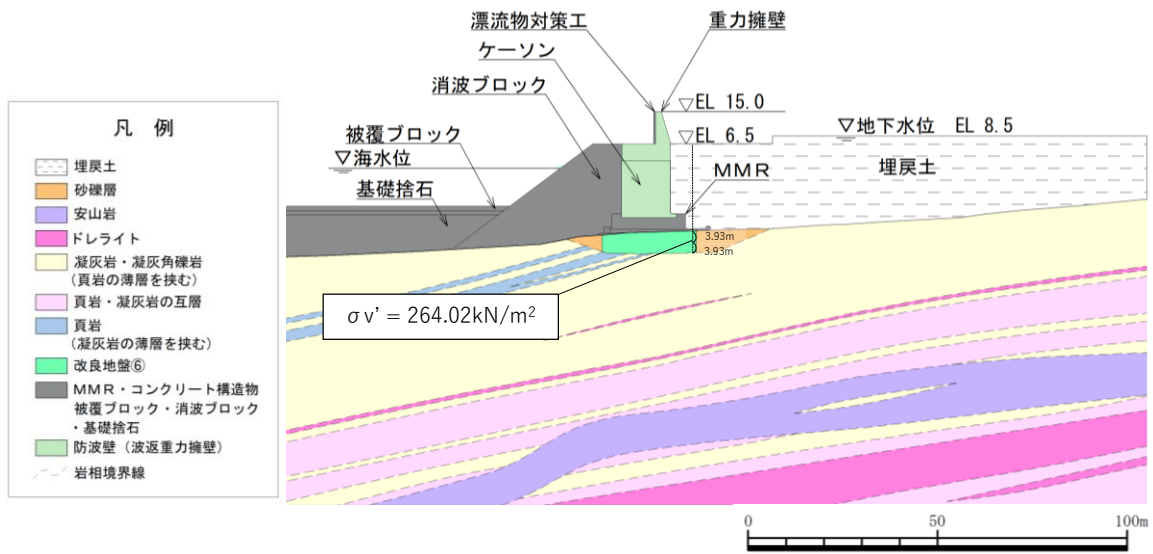 漂流物対策工
重力擁壁
ケーソン
消波ブロック
▽EL 15.0
被覆ブロック
▽EL 6.5
▽地下水位 EL 8.5
▽海水位
MMR
埋戻土
基礎捨石
3.93m
3.93m
σv' = 264.02kN/m²
凡 例
埋戻土
砂礫層
安山岩
ドレライト
凝灰岩・凝灰角礫岩
(頁岩の薄層を挟む)
頁岩・凝灰岩の互層
頁岩
(凝灰岩の薄層を挟む)
改良地盤⑥
MMR・コンクリート構造物
被覆ブロック・消波ブロック
・基礎捨石
防波壁(波返重力擁壁)
岩相境界線
0 50 100m